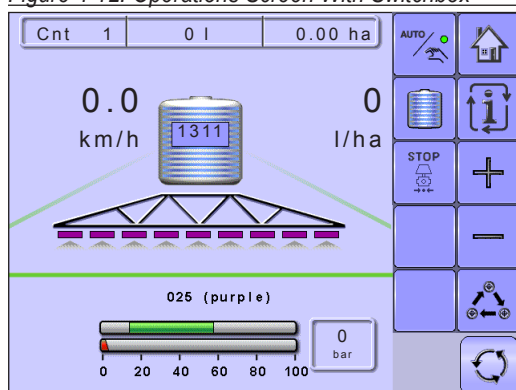 Figure 4-12: Operations Screen With Switchbox
Cnt 1 0 l 0.00 ha
AUTO
0.0 km/h
1311
0 l/ha
STOP
025 (purple)
0 bar
0 20 40 60 80 100